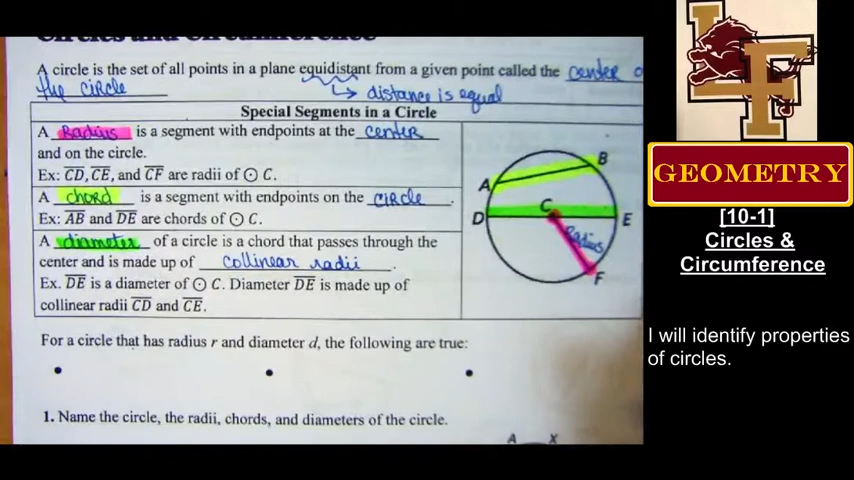 Circles and Circumference
A circle is the set of all points in a plane equidistant from a given point called the center o
the circle
distance is equal
Special Segments in a Circle
A Radius is a segment with endpoints at the center
and on the circle.
Ex: CD, CE, and CF are radii of ⊙ C.
A chord is a segment with endpoints on the circle.
Ex: AB and DE are chords of ⊙ C.
A diameter of a circle is a chord that passes through the
center and is made up of collinear radii.
Ex. DE is a diameter of ⊙ C. Diameter DE is made up of
collinear radii CD and CE.
A
B
D
C
E
Radius
F
For a circle that has radius r and diameter d, the following are true:
1. Name the circle, the radii, chords, and diameters of the circle.
A X
LF
GEOMETRY
[10-1]
Circles &
Circumference
I will identify properties
of circles.